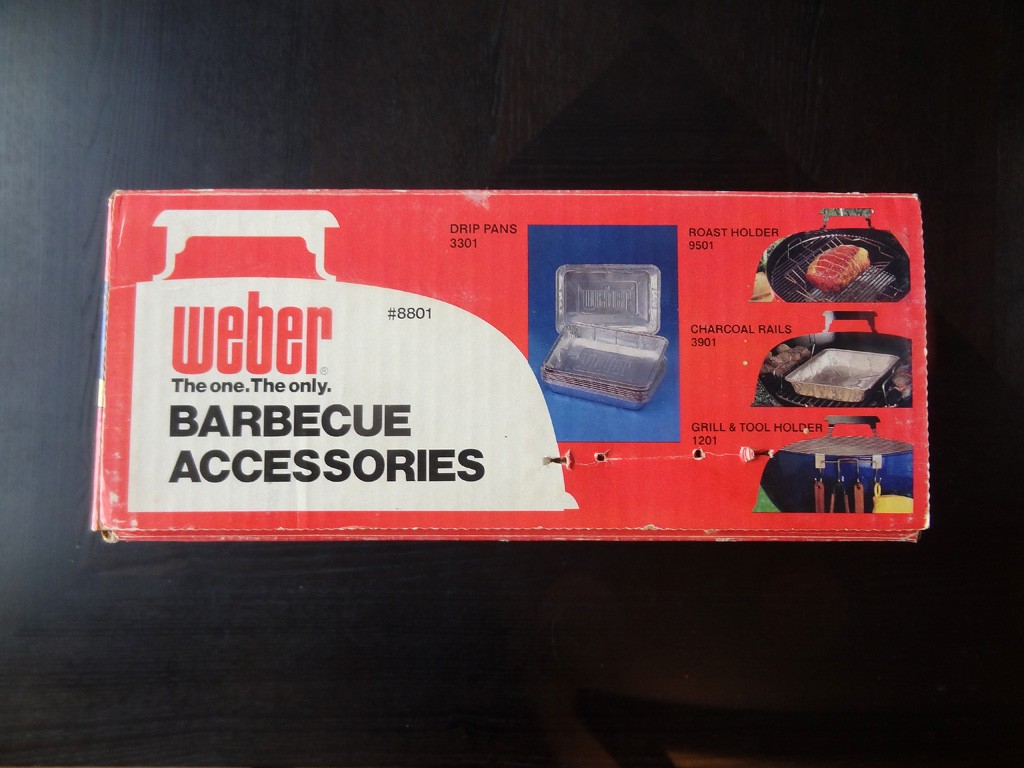 weber®
#8801
The one. The only.
BARBECUE
ACCESSORIES
DRIP PANS
3301
weber
ROAST HOLDER
9501
CHARCOAL RAILS
3901
GRILL & TOOL HOLDER
1201